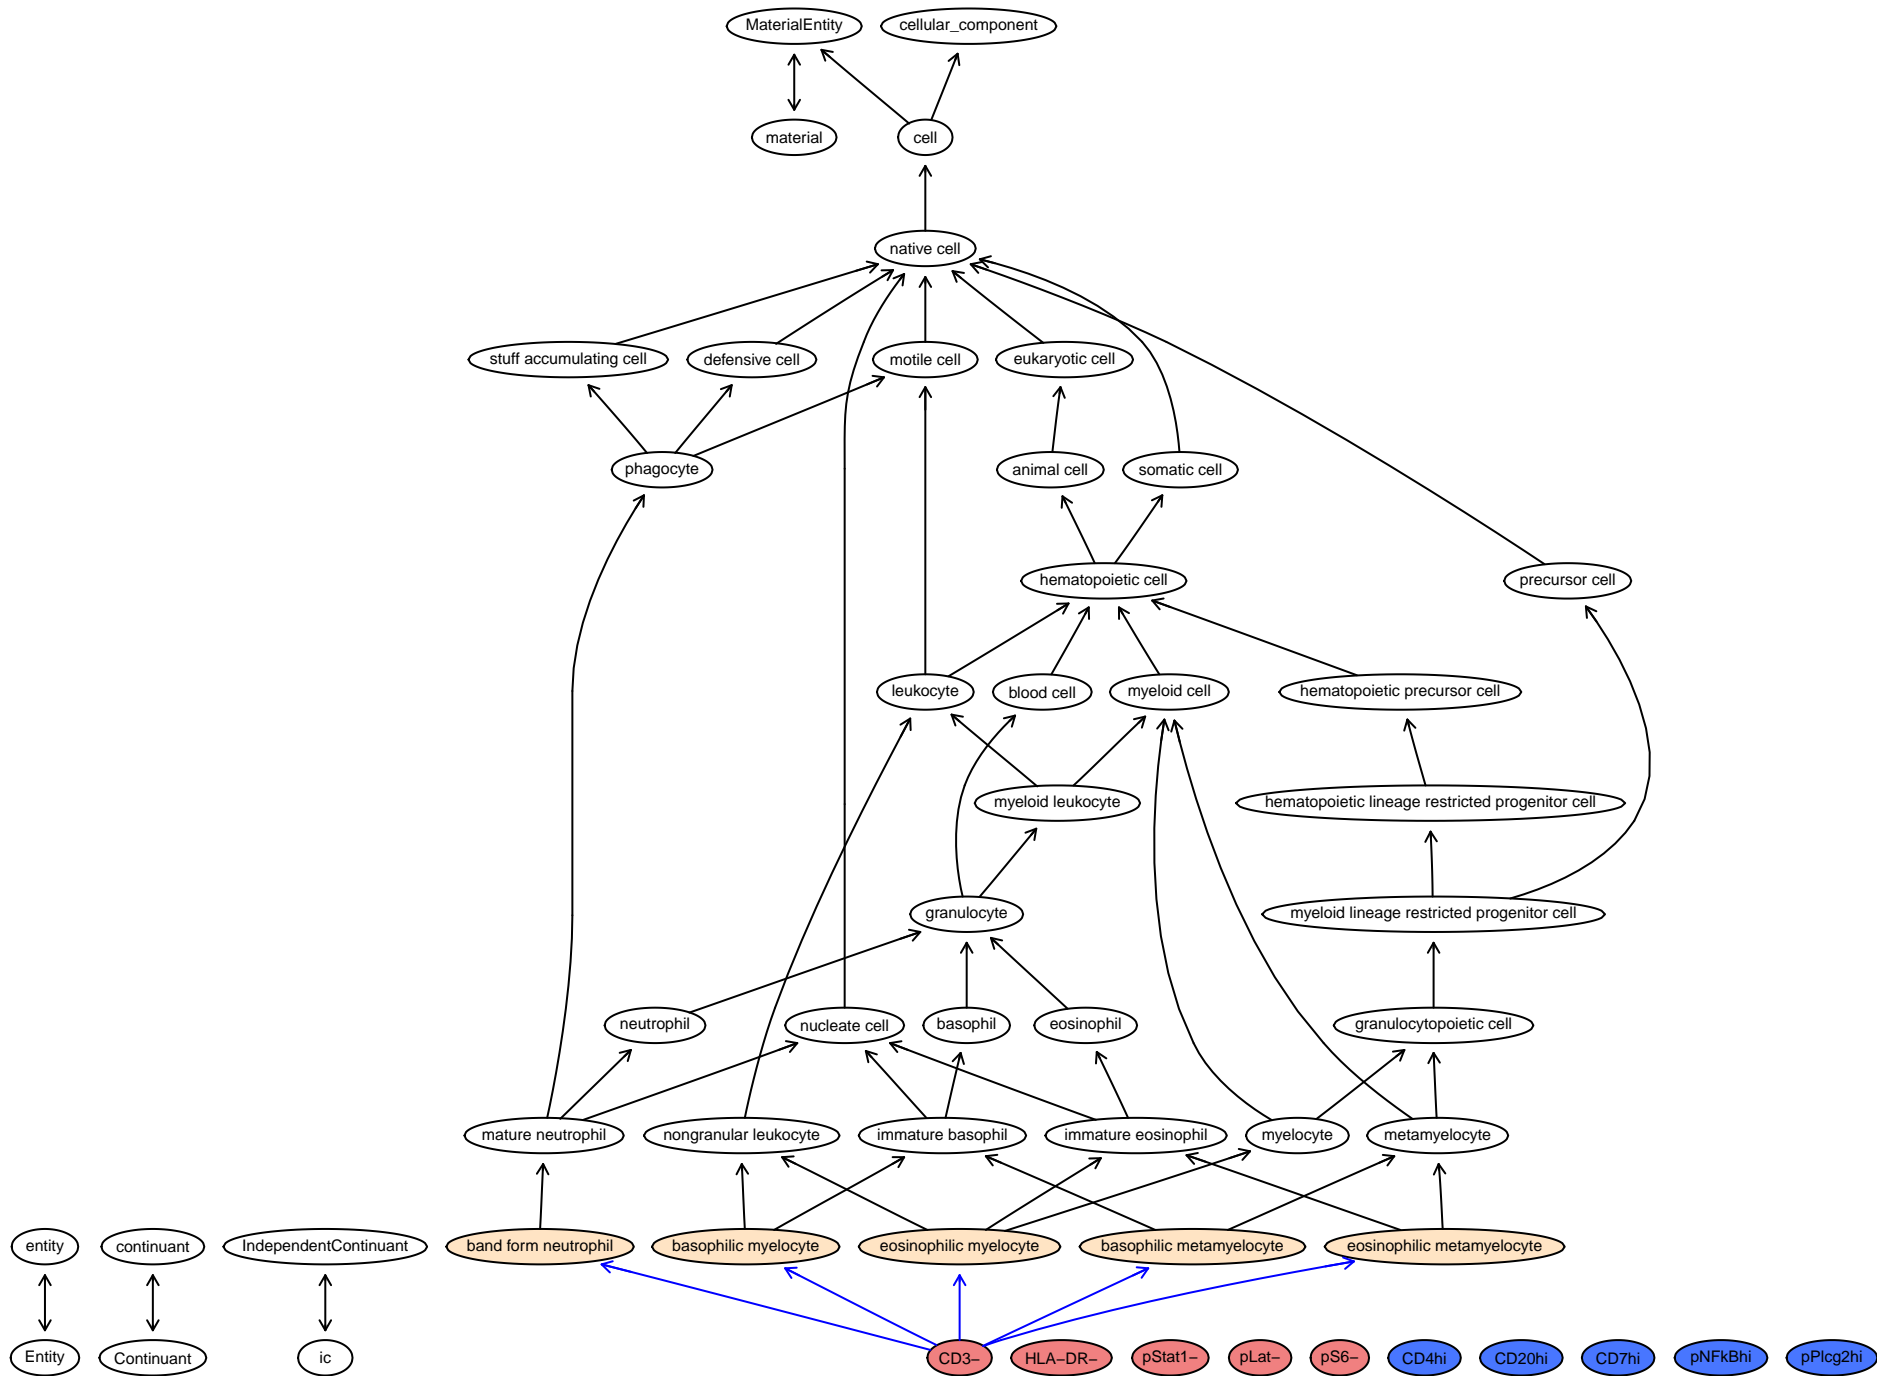 MaterialEntity
cellular_component
material
cell
native cell
stuff accumulating cell
defensive cell
motile cell
eukaryotic cell
phagocyte
animal cell
somatic cell
hematopoietic cell
precursor cell
leukocyte
blood cell
myeloid cell
hematopoietic precursor cell
myeloid leukocyte
hematopoietic lineage restricted progenitor cell
granulocyte
myeloid lineage restricted progenitor cell
neutrophil
nucleate cell
basophil
eosinophil
granulocytopoietic cell
mature neutrophil
nongranular leukocyte
immature basophil
immature eosinophil
myelocyte
metamyelocyte
entity
continuant
IndependentContinuant
band form neutrophil
basophilic myelocyte
eosinophilic myelocyte
basophilic metamyelocyte
eosinophilic metamyelocyte
Entity
Continuant
ic
CD3−
HLA−DR−
pStat1−
pLat−
pS6−
CD4hi
CD20hi
CD7hi
pNFkBhi
pPlcg2hi